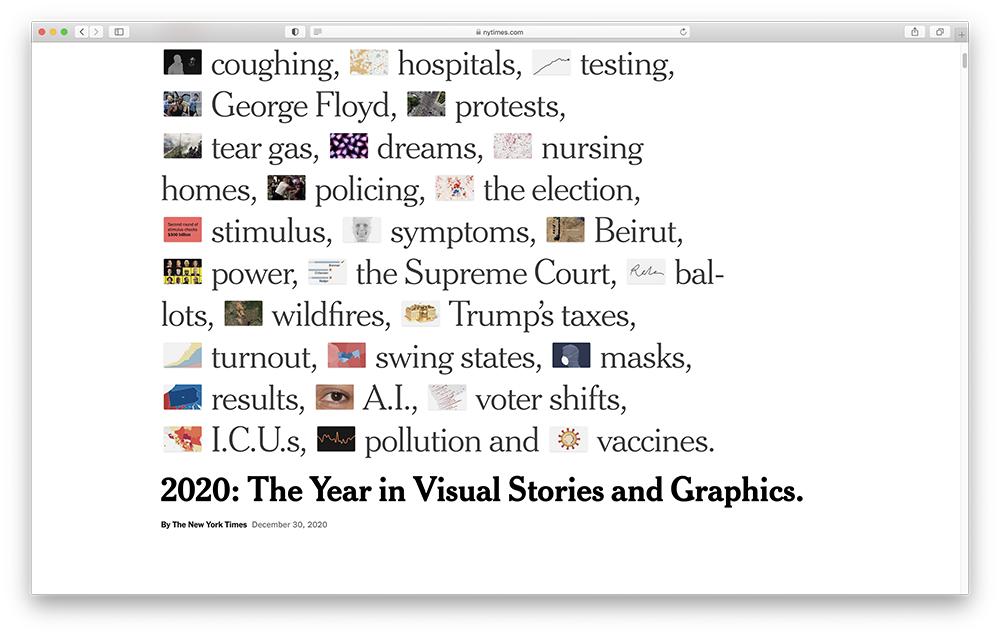 nytimes.com
coughing, hospitals, testing,
George Floyd, protests,
tear gas, dreams, nursing
homes, policing, the election,
Second round of
stimulus checks
$300 billion
stimulus, symptoms, Beirut,
power, the Supreme Court, bal-
lots, wildfires, Trump’s taxes,
turnout, swing states, masks,
results, A.I., voter shifts,
I.C.U.s, pollution and vaccines.
2020: The Year in Visual Stories and Graphics.
By The New York Times December 30, 2020